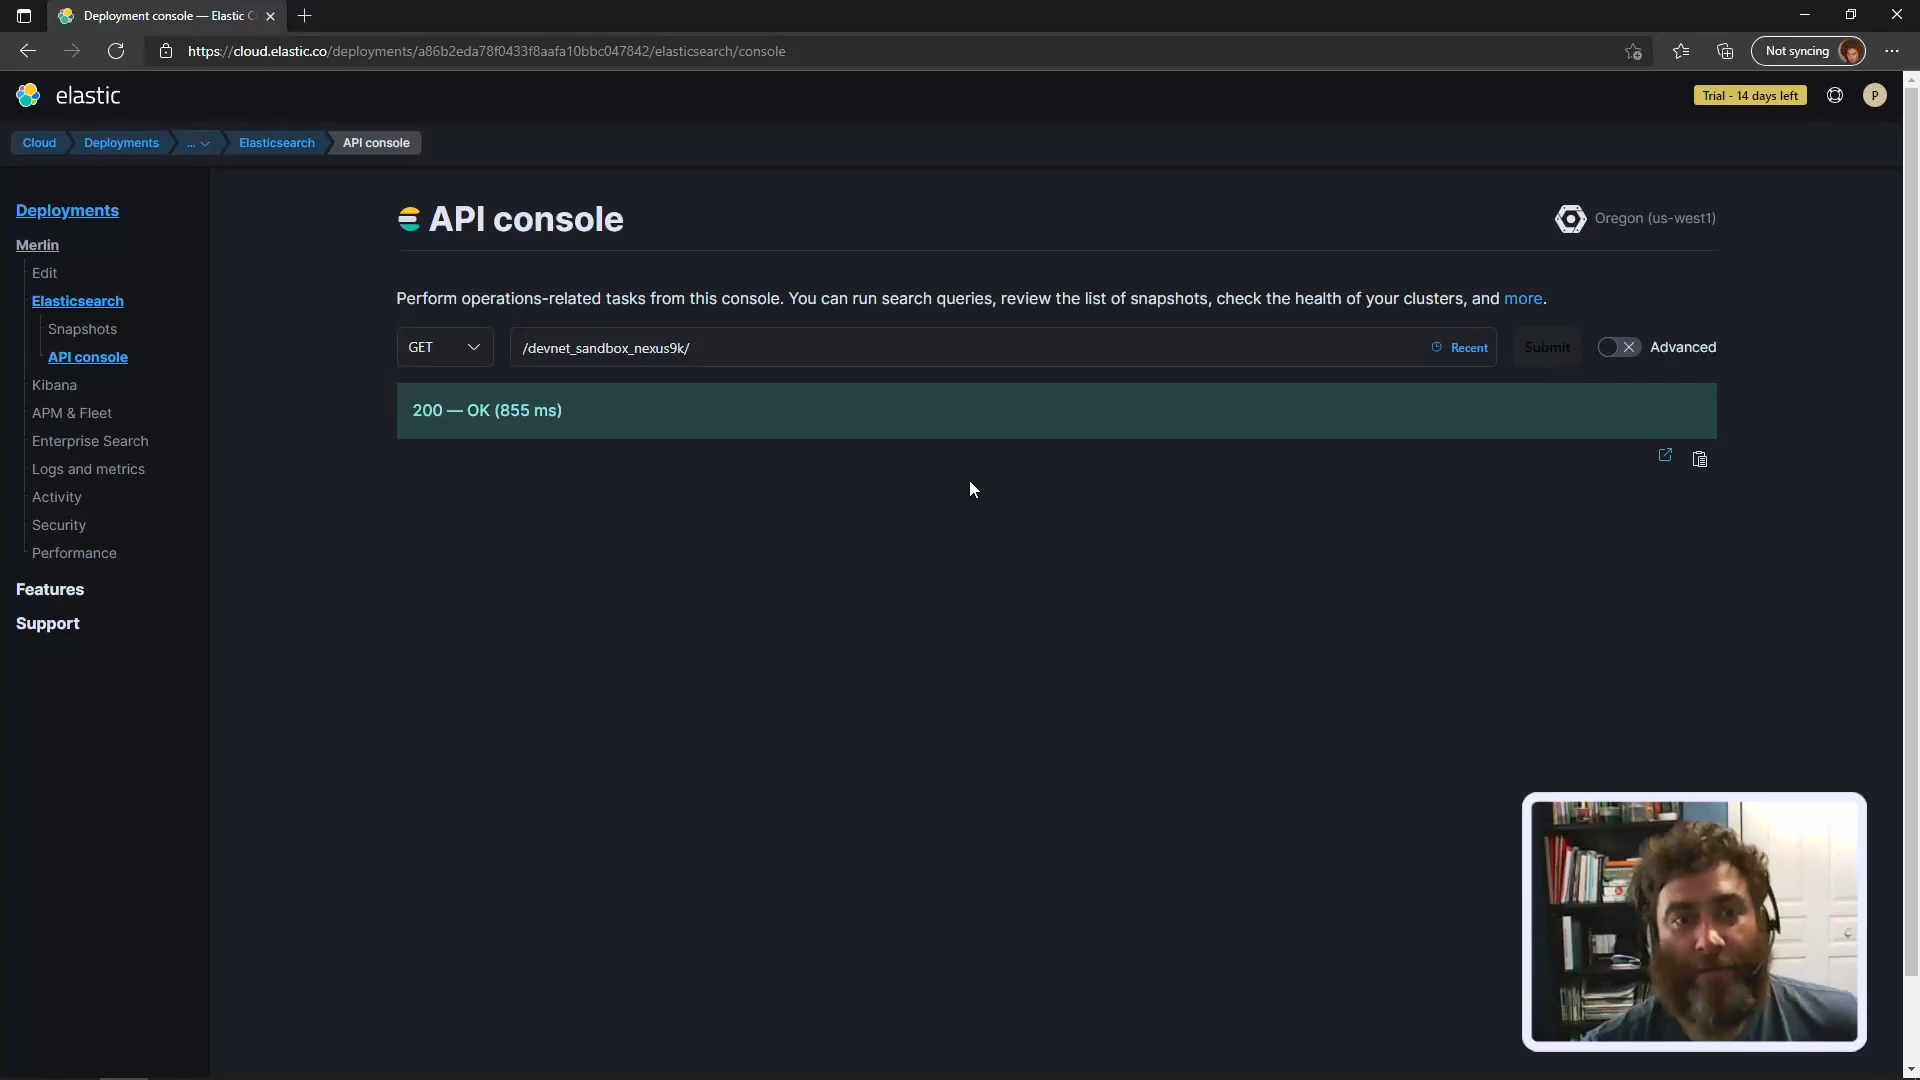 Deployment console — Elastic C
https://cloud.elastic.co/deployments/a86b2eda78f0433f8aafa10bbc047842/elasticsearch/console
Not syncing
elastic
Trial - 14 days left
P
Cloud
Deployments
...
Elasticsearch
API console
Deployments
Merlin
Edit
Elasticsearch
Snapshots
API console
Kibana
APM & Fleet
Enterprise Search
Logs and metrics
Activity
Security
Performance
Features
Support
API console
Oregon (us-west1)
Perform operations-related tasks from this console. You can run search queries, review the list of snapshots, check the health of your clusters, and more.
GET
/devnet_sandbox_nexus9k/
Recent
Submit
Advanced
200 — OK (855 ms)